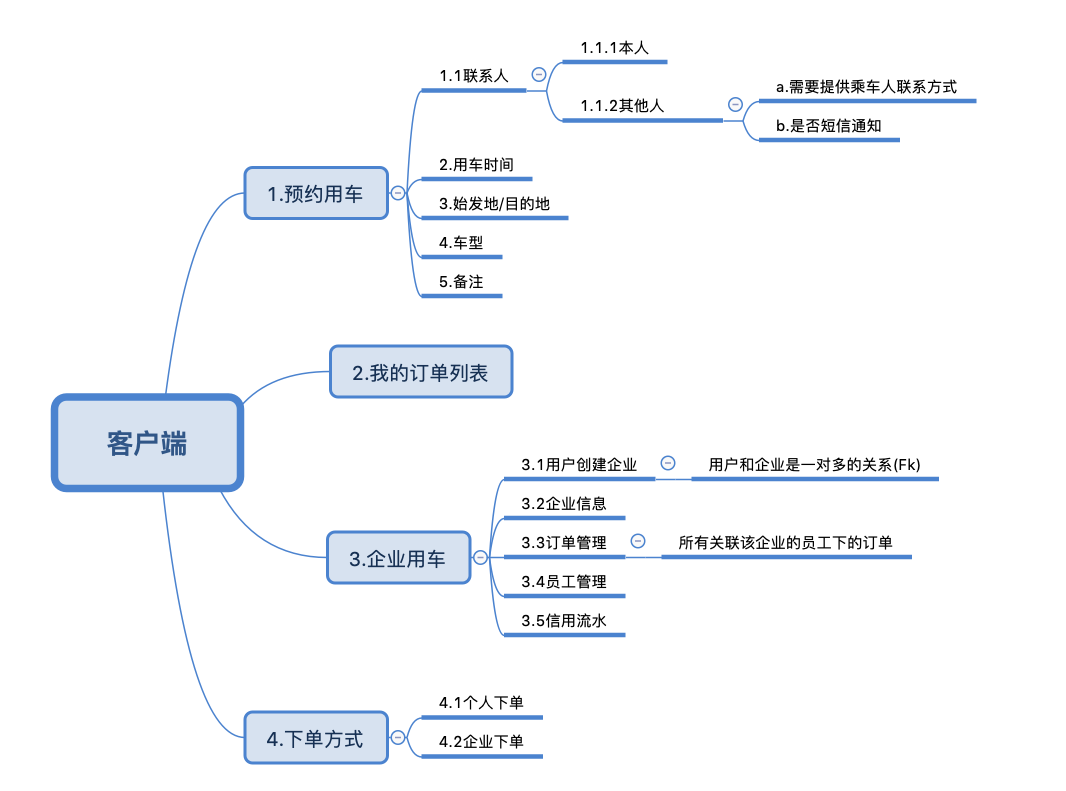 客户端
1.预约用车
1.1联系人
1.1.1本人
1.1.2其他人
a.需要提供乘车人联系方式
b.是否短信通知
2.用车时间
3.始发地/目的地
4.车型
5.备注
2.我的订单列表
3.企业用车
3.1用户创建企业
用户和企业是一对多的关系(Fk)
3.2企业信息
3.3订单管理
所有关联该企业的员工下的订单
3.4员工管理
3.5信用流水
4.下单方式
4.1个人下单
4.2企业下单